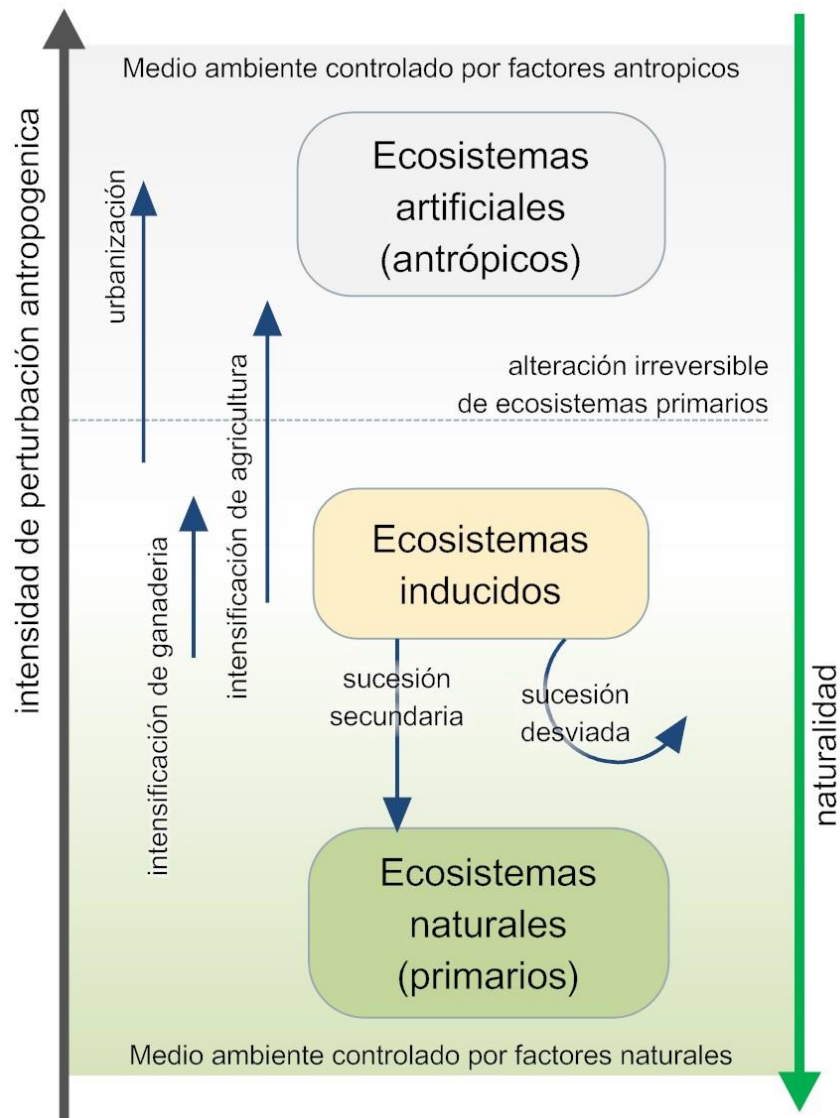 Medio ambiente controlado por factores antropicos
Ecosistemas
artificiales
(antrópicos)
intensidad de perturbación antropogenica
urbanización
intensificación de agricultura
intensificación de ganaderia
alteración irreversible
de ecosistemas primarios
Ecosistemas
inducidos
sucesión
secundaria
sucesión
desviada
naturalidad
Ecosistemas
naturales
(primarios)
Medio ambiente controlado por factores naturales